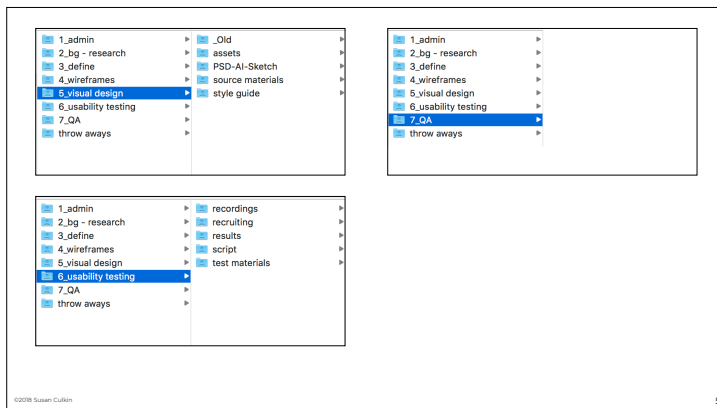 1_admin
2_bg - research
3_define
4_wireframes
5_visual design
6_usability testing
7_QA
throw aways
_Old
assets
PSD-AI-Sketch
source materials
style guide
1_admin
2_bg - research
3_define
4_wireframes
5_visual design
6_usability testing
7_QA
throw aways
1_admin
2_bg - research
3_define
4_wireframes
5_visual design
6_usability testing
7_QA
throw aways
recordings
recruiting
results
script
test materials
©2018 Susan Culkin